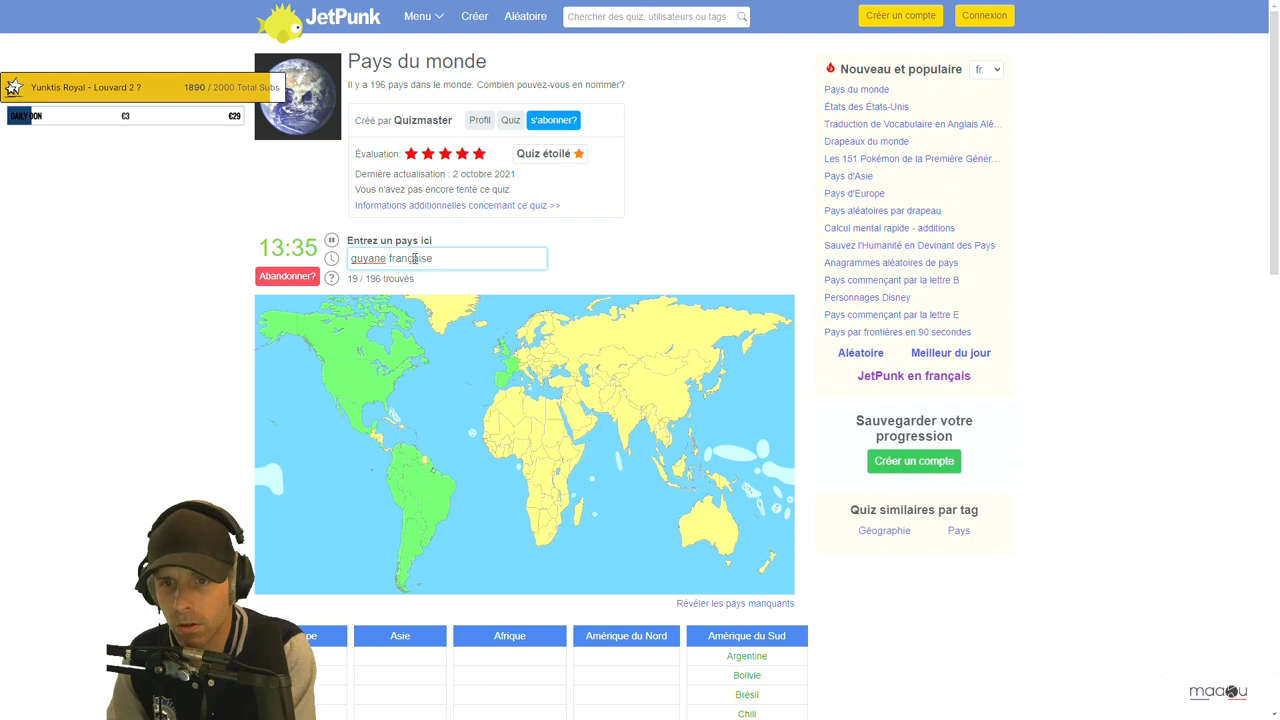 JetPunk
Menu Créer Aléatoire Chercher des quiz, utilisateurs ou tags Créer un compte Connexion
Pays du monde
Il y a 196 pays dans le monde. Combien pouvez-vous en nommer?
Yunktis Royal - Louvard 2 ? 1890 / 2000 Total Subs
DAILY DON €3 €29
Créé par Quizmaster Profil Quiz s'abonner?
Évaluation: Quiz étoilé
Dernière actualisation : 2 octobre 2021
Vous n'avez pas encore tenté ce quiz.
Informations additionnelles concernant ce quiz >>
13:35
Abandonner?
Entrez un pays ici
guyane française
19 / 196 trouvés
Révéler les pays manquants
Asie Afrique Amérique du Nord Amérique du Sud
Argentine
Bolivie
Brésil
Chili
Nouveau et populaire fr
Pays du monde
États des États-Unis
Traduction de Vocabulaire en Anglais Alé...
Drapeaux du monde
Les 151 Pokémon de la Première Génér...
Pays d'Asie
Pays d'Europe
Pays aléatoires par drapeau
Calcul mental rapide - additions
Sauvez l'Humanité en Devinant des Pays
Anagrammes aléatoires de pays
Pays commençant par la lettre B
Personnages Disney
Pays commençant par la lettre E
Pays par frontières en 90 secondes
Aléatoire Meilleur du jour
JetPunk en français
Sauvegarder votre
progression
Créer un compte
Quiz similaires par tag
Géographie Pays
maaou